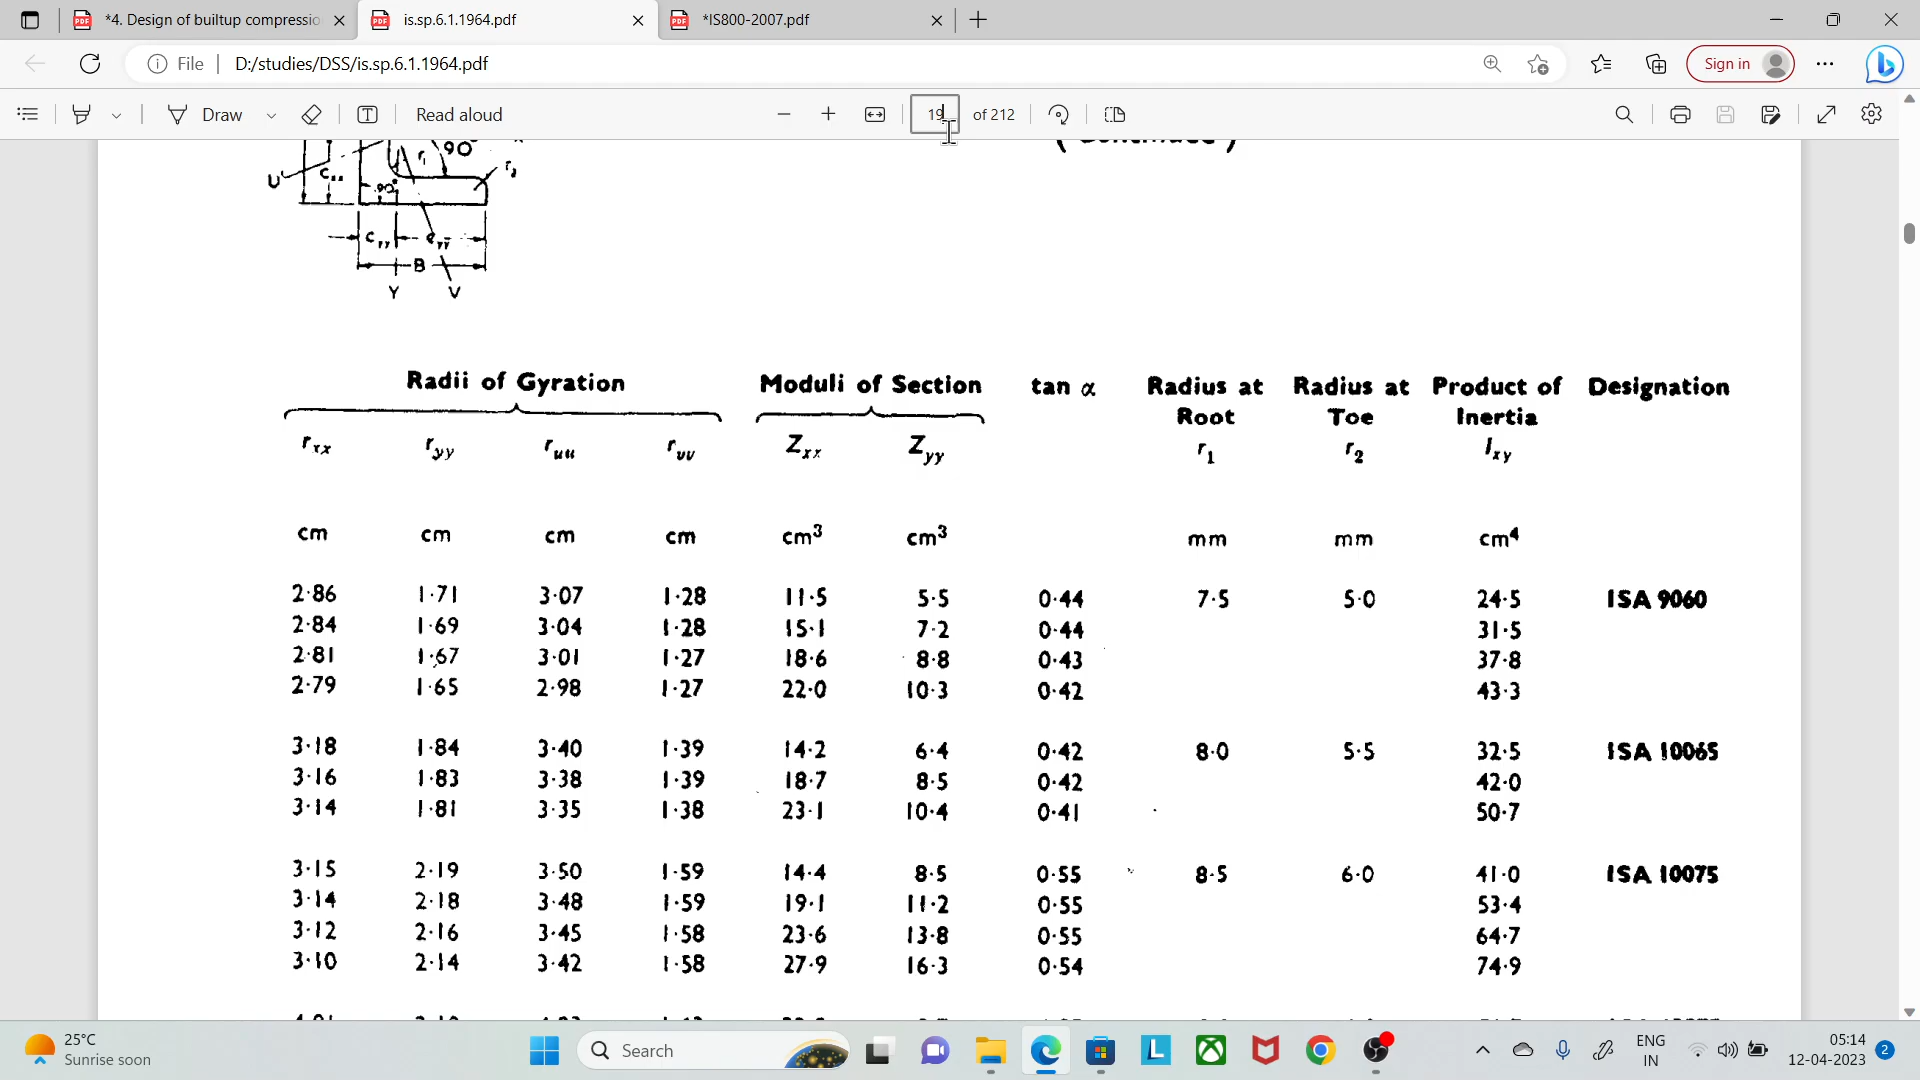 *4. Design of builtup compressio
is.sp.6.1.1964.pdf
*IS800-2007.pdf
File
D:/studies/DSS/is.sp.6.1.1964.pdf
Sign in
Draw
Read aloud
19
of 212
90°
r1
U
90°
B
Y
V
Radii of Gyration Moduli of Section tan α Radius at Root Radius at Toe Product of Inertia Designation
rxx ryy ruu rvv Zxx Zyy r1 r2 Ixy
cm cm cm cm cm³ cm³ mm mm cm⁴
2·86 1·71 3·07 1·28 11·5 5·5 0·44 7·5 5·0 24·5 ISA 9060
2·84 1·69 3·04 1·28 15·1 7·2 0·44 31·5
2·81 1·67 3·01 1·27 18·6 8·8 0·43 37·8
2·79 1·65 2·98 1·27 22·0 10·3 0·42 43·3
3·18 1·84 3·40 1·39 14·2 6·4 0·42 8·0 5·5 32·5 ISA 10065
3·16 1·83 3·38 1·39 18·7 8·5 0·42 42·0
3·14 1·81 3·35 1·38 23·1 10·4 0·41 50·7
3·15 2·19 3·50 1·59 14·4 8·5 0·55 8·5 6·0 41·0 ISA 10075
3·14 2·18 3·48 1·59 19·1 11·2 0·55 53·4
3·12 2·16 3·45 1·58 23·6 13·8 0·55 64·7
3·10 2·14 3·42 1·58 27·9 16·3 0·54 74·9
25°C
Sunrise soon
Search
ENG
IN
05:14
12-04-2023
2